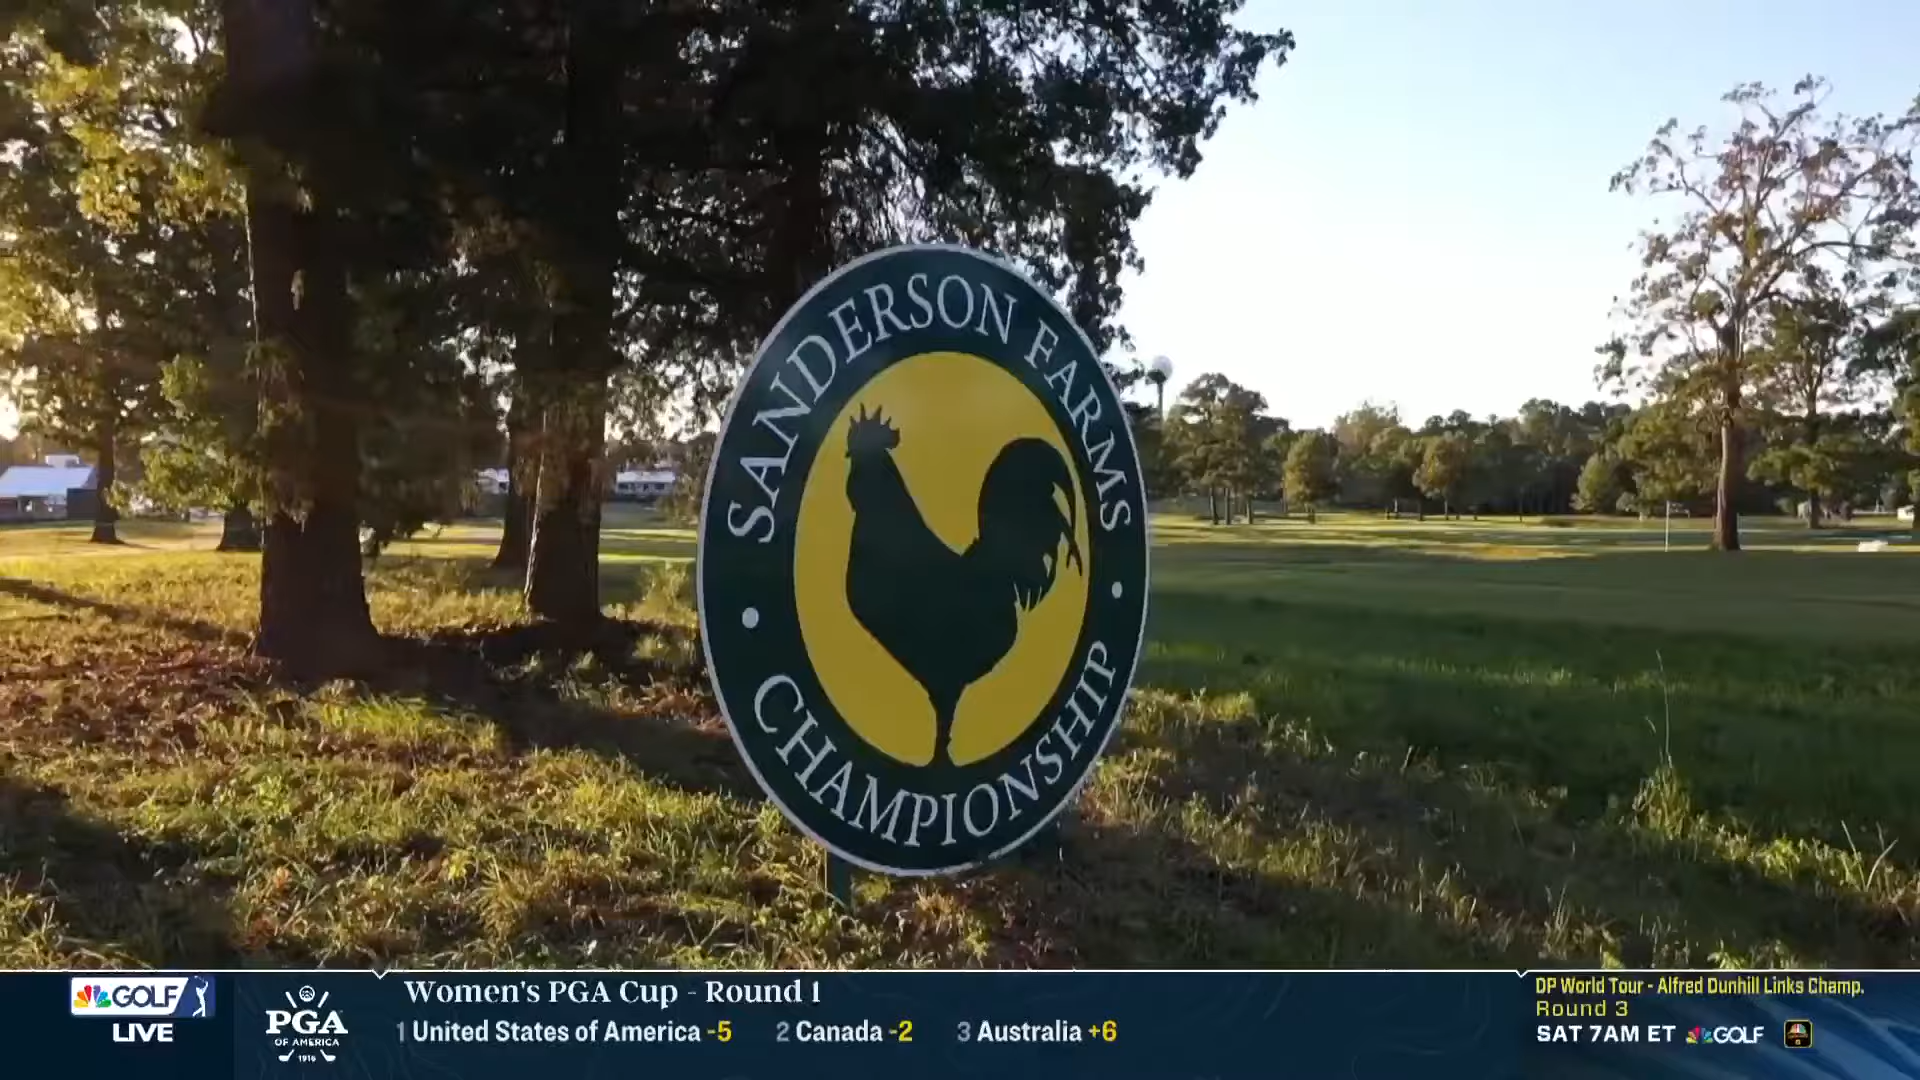 SANDERSON FARMS
CHAMPIONSHIP
GOLF
LIVE
PGA
OF AMERICA
1916
Women's PGA Cup - Round 1
1 United States of America -5 2 Canada -2 3 Australia +6
DP World Tour - Alfred Dunhill Links Champ.
Round 3
SAT 7AM ET GOLF